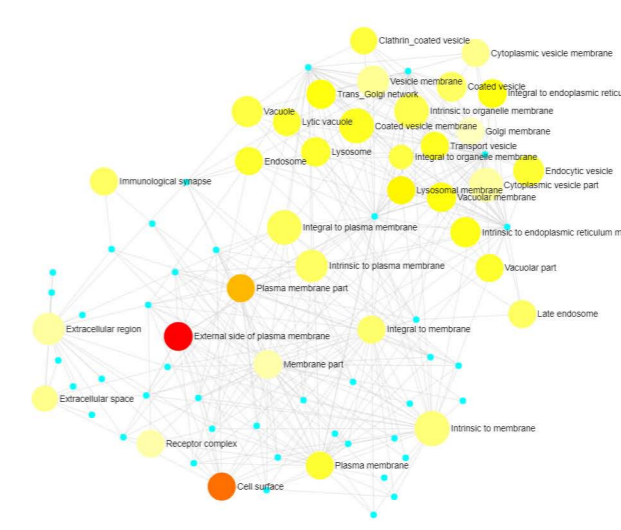 Clathrin_coated vesicle
Cytoplasmic vesicle membrane
Vesicle membrane
Coated vesicle
Trans_Golgi network
Integral to endoplasmic reticu
Vacuole
Intrinsic to organelle membrane
Lytic vacuole
Coated vesicle membrane
Golgi membrane
Transport vesicle
Lysosome
Integral to organelle membrane
Endosome
Endocytic vesicle
Immunological synapse
Lysosomal membrane
Cytoplasmic vesicle part
Vacuolar membrane
Integral to plasma membrane
Intrinsic to endoplasmic reticulum m
Intrinsic to plasma membrane
Vacuolar part
Plasma membrane part
Late endosome
Extracellular region
External side of plasma membrane
Integral to membrane
Membrane part
Extracellular space
Intrinsic to membrane
Receptor complex
Plasma membrane
Cell surface